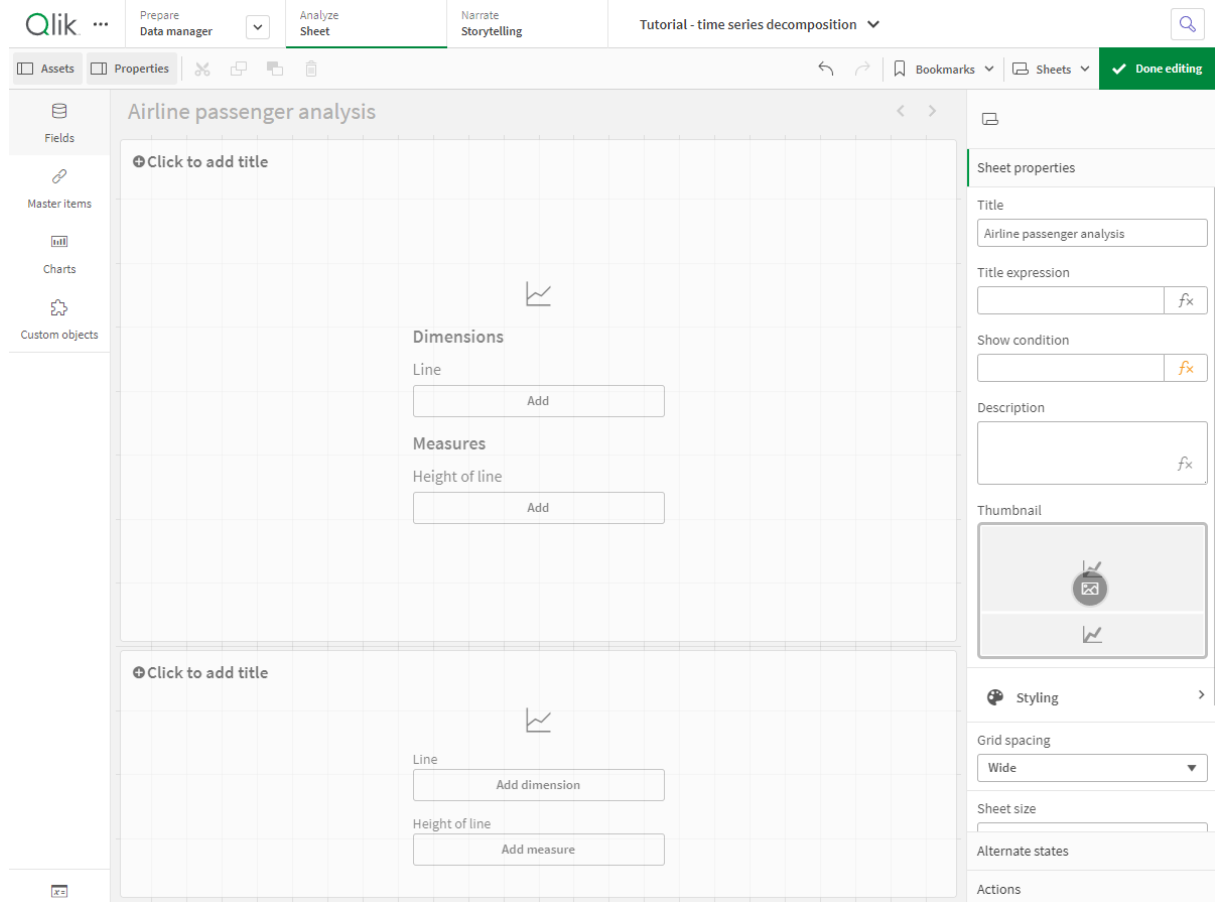 Qlik
Prepare
Data manager
Analyze
Sheet
Narrate
Storytelling
Tutorial - time series decomposition
Assets
Properties
Bookmarks
Sheets
Done editing
Fields
Master items
Charts
Custom objects
Airline passenger analysis
Click to add title
Dimensions
Line
Add
Measures
Height of line
Add
Click to add title
Line
Add dimension
Height of line
Add measure
Sheet properties
Title
Airline passenger analysis
Title expression
fx
Show condition
fx
Description
fx
Thumbnail
Styling
Grid spacing
Wide
Sheet size
Alternate states
Actions
x=